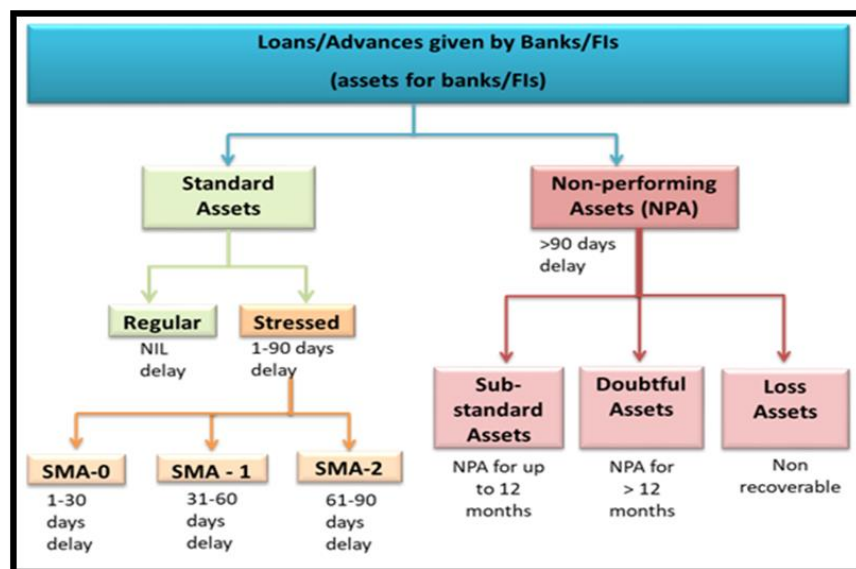 Loans/Advances given by Banks/FIs
(assets for banks/FIs)
Standard
Assets
Non-performing
Assets (NPA)
>90 days
delay
Regular
NIL
delay
Stressed
1-90 days
delay
SMA-0
1-30
days
delay
SMA - 1
31-60
days
delay
SMA-2
61-90
days
delay
Sub-
standard
Assets
NPA for up
to 12
months
Doubtful
Assets
NPA for
> 12
months
Loss
Assets
Non
recoverable